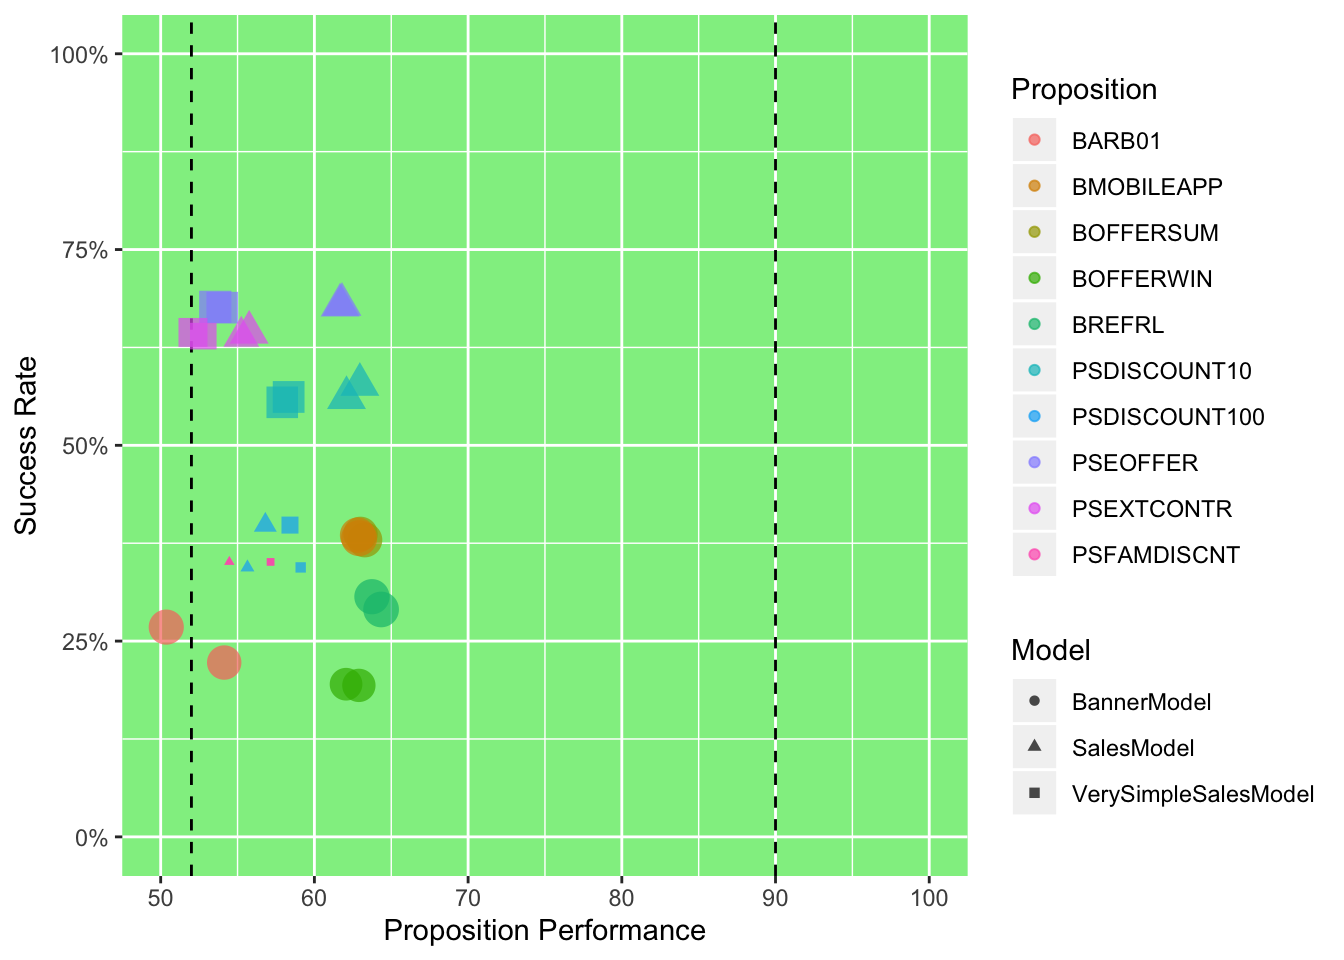 100%
75%
50%
25%
0%
Success Rate
50 60 70 80 90 100
Proposition Performance
Proposition
BARB01
BMOBILEAPP
BOFFERSUM
BOFFERWIN
BREFRL
PSDISCOUNT10
PSDISCOUNT100
PSEOFFER
PSEXTCONTR
PSFAMDISCNT
Model
BannerModel
SalesModel
VerySimpleSalesModel